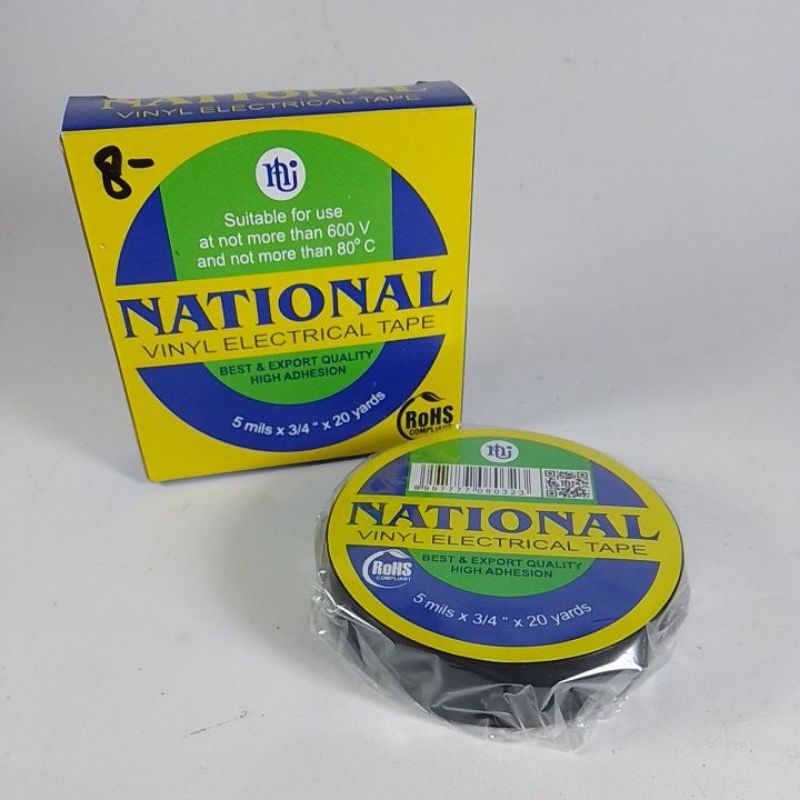 NATIONAL
VINYL ELECTRICAL TAPE
8-
Suitable for use
at not more than 600 V
and not more than 80° C
NATIONAL
VINYL ELECTRICAL TAPE
BEST & EXPORT QUALITY
HIGH ADHESION
5 mils x 3/4 " x 20 yards
RoHS
COMPLIANT
8997777080323
NATIONAL
VINYL ELECTRICAL TAPE
BEST & EXPORT QUALITY
HIGH ADHESION
RoHS
COMPLIANT
5 mils x 3/4 " x 20 yards